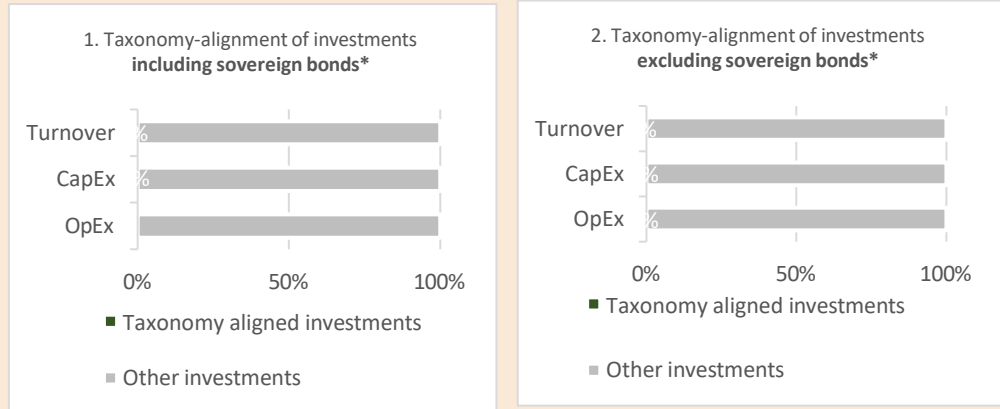 1. Taxonomy-alignment of investments
including sovereign bonds*
Turnover
%
CapEx
%
OpEx
0% 50% 100%
Taxonomy aligned investments
Other investments
2. Taxonomy-alignment of investments
excluding sovereign bonds*
Turnover
%
CapEx
%
OpEx
%
0% 50% 100%
Taxonomy aligned investments
Other investments